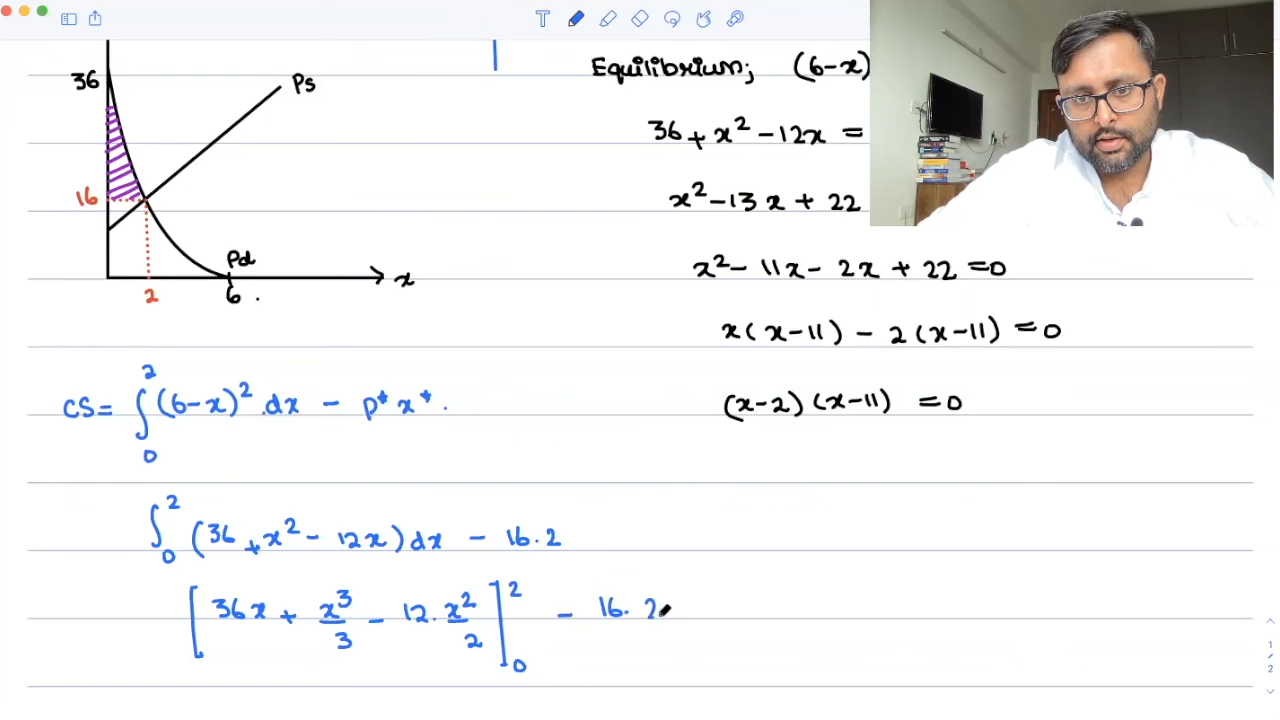 36
Ps
16
Pd
x
2
6 .
Equilibrium; (6-x)
36 + x² - 12x =
x² - 13x + 22
x² - 11x - 2x + 22 = 0
x(x-11) - 2(x-11) = 0
(x-2)(x-11) = 0
CS = ∫₀² (6-x)² .dx - p* x* .
∫₀² (36 + x² - 12x) dx - 16.2
[36x + x³/3 - 12. x²/2]₀² - 16. 2
1
/
2